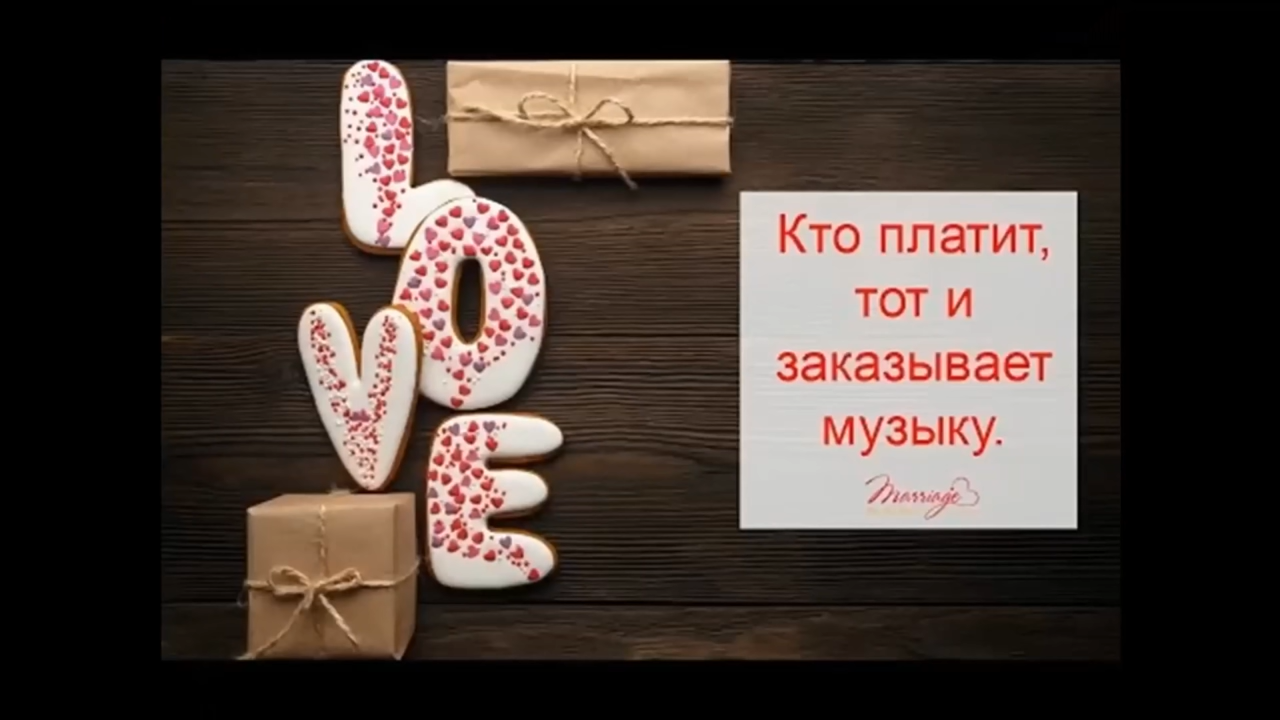 LOVE
Кто платит,
тот и
заказывает
музыку.
Marriage